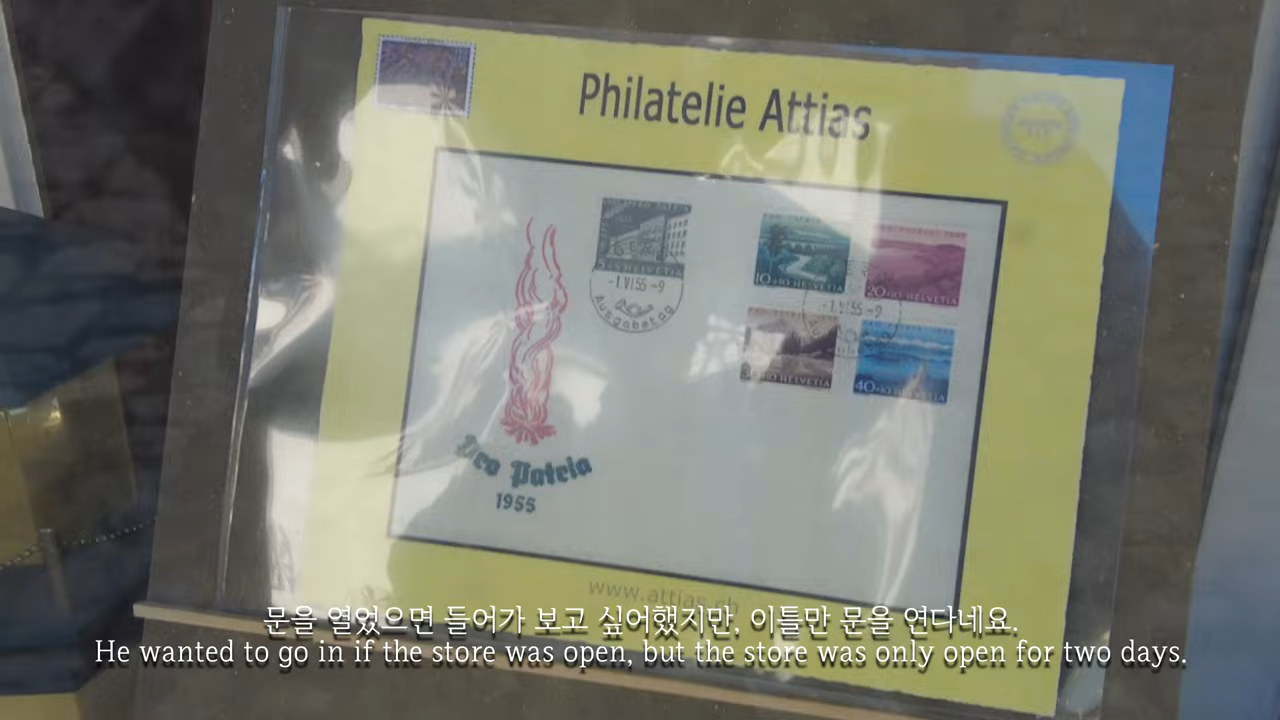 Philatelie Attias
-1.VI.55-9
Ausgabetag
10+10 HELVETIA
20+10 HELVETIA
-1.VI.55-9
HELVETIA
40+10 HELVETIA
Pro Patria
1955
www.attias.ch
문을 열었으면 들어가 보고 싶어했지만, 이틀만 문을 연다네요.
He wanted to go in if the store was open, but the store was only open for two days.